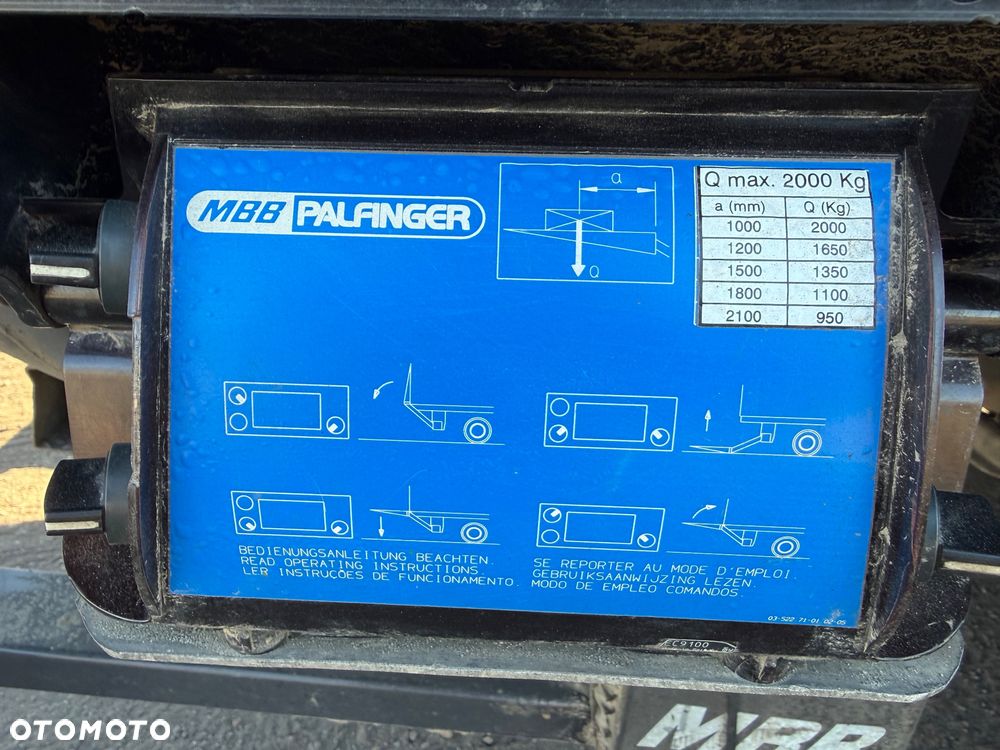 MBB PALFINGER
a
Q
Q max. 2000 Kg
a (mm) Q (Kg)
1000 2000
1200 1650
1500 1350
1800 1100
2100 950
BEDIENUNGSANLEITUNG BEACHTEN.
READ OPERATING INSTRUCTIONS.
LER INSTRUCÕES DE FUNCIONAMENTO.
SE REPORTER AU MODE D'EMPLOI.
GEBRUIKSAANWIJZING LEZEN.
MODO DE EMPLEO COMANDOS.
03-522 71-01 02-05
MBB
OTOMOTO